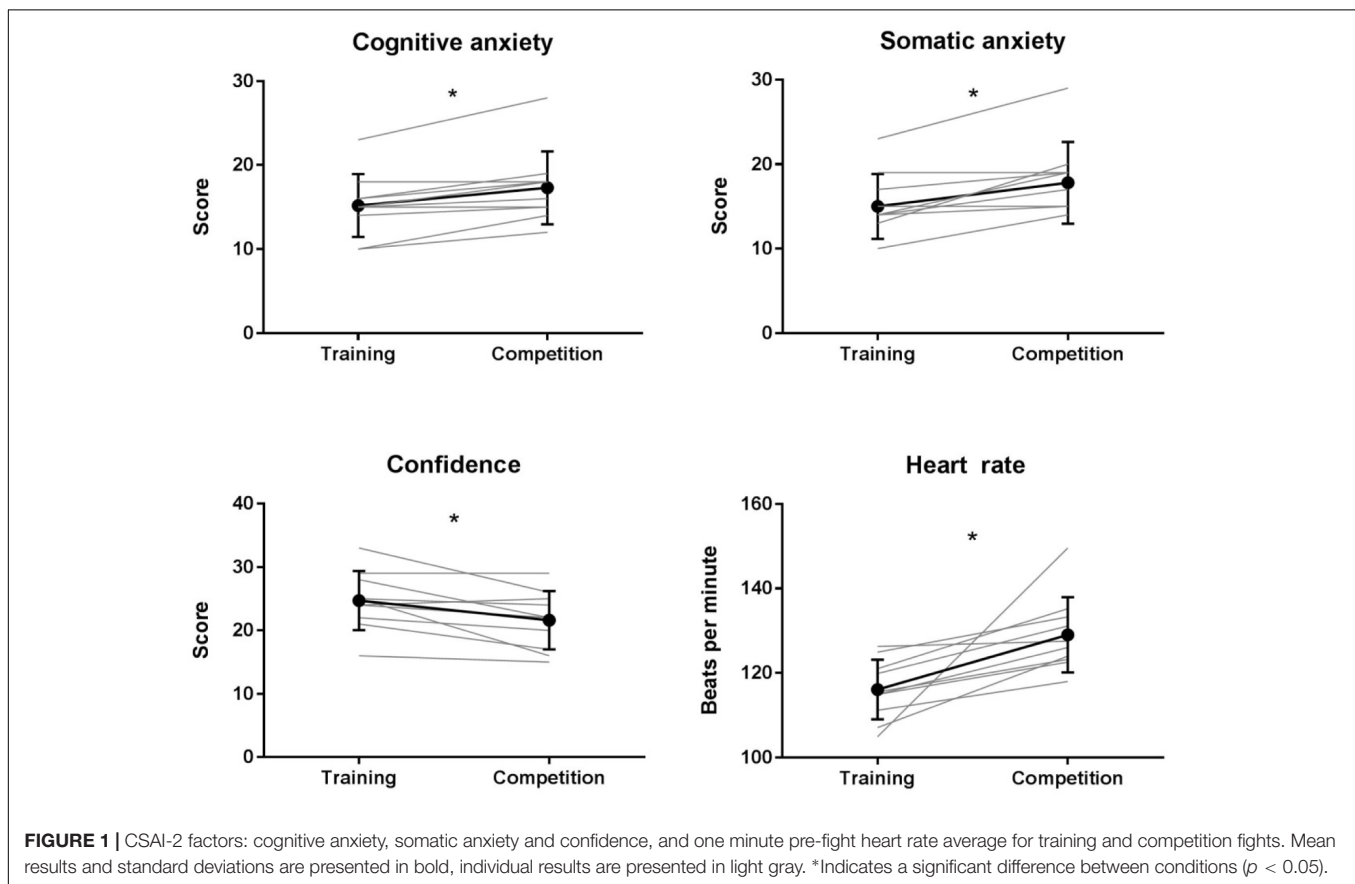 Cognitive anxiety
30
*
20
Score
10
0
Training Competition
Somatic anxiety
30
*
20
Score
10
0
Training Competition
Confidence
40
*
30
20
Score
10
0
Training Competition
Heart rate
160
*
140
Beats per minute
120
100
Training Competition
FIGURE 1 | CSAI-2 factors: cognitive anxiety, somatic anxiety and confidence, and one minute pre-fight heart rate average for training and competition fights. Mean
results and standard deviations are presented in bold, individual results are presented in light gray. *Indicates a significant difference between conditions (p < 0.05).